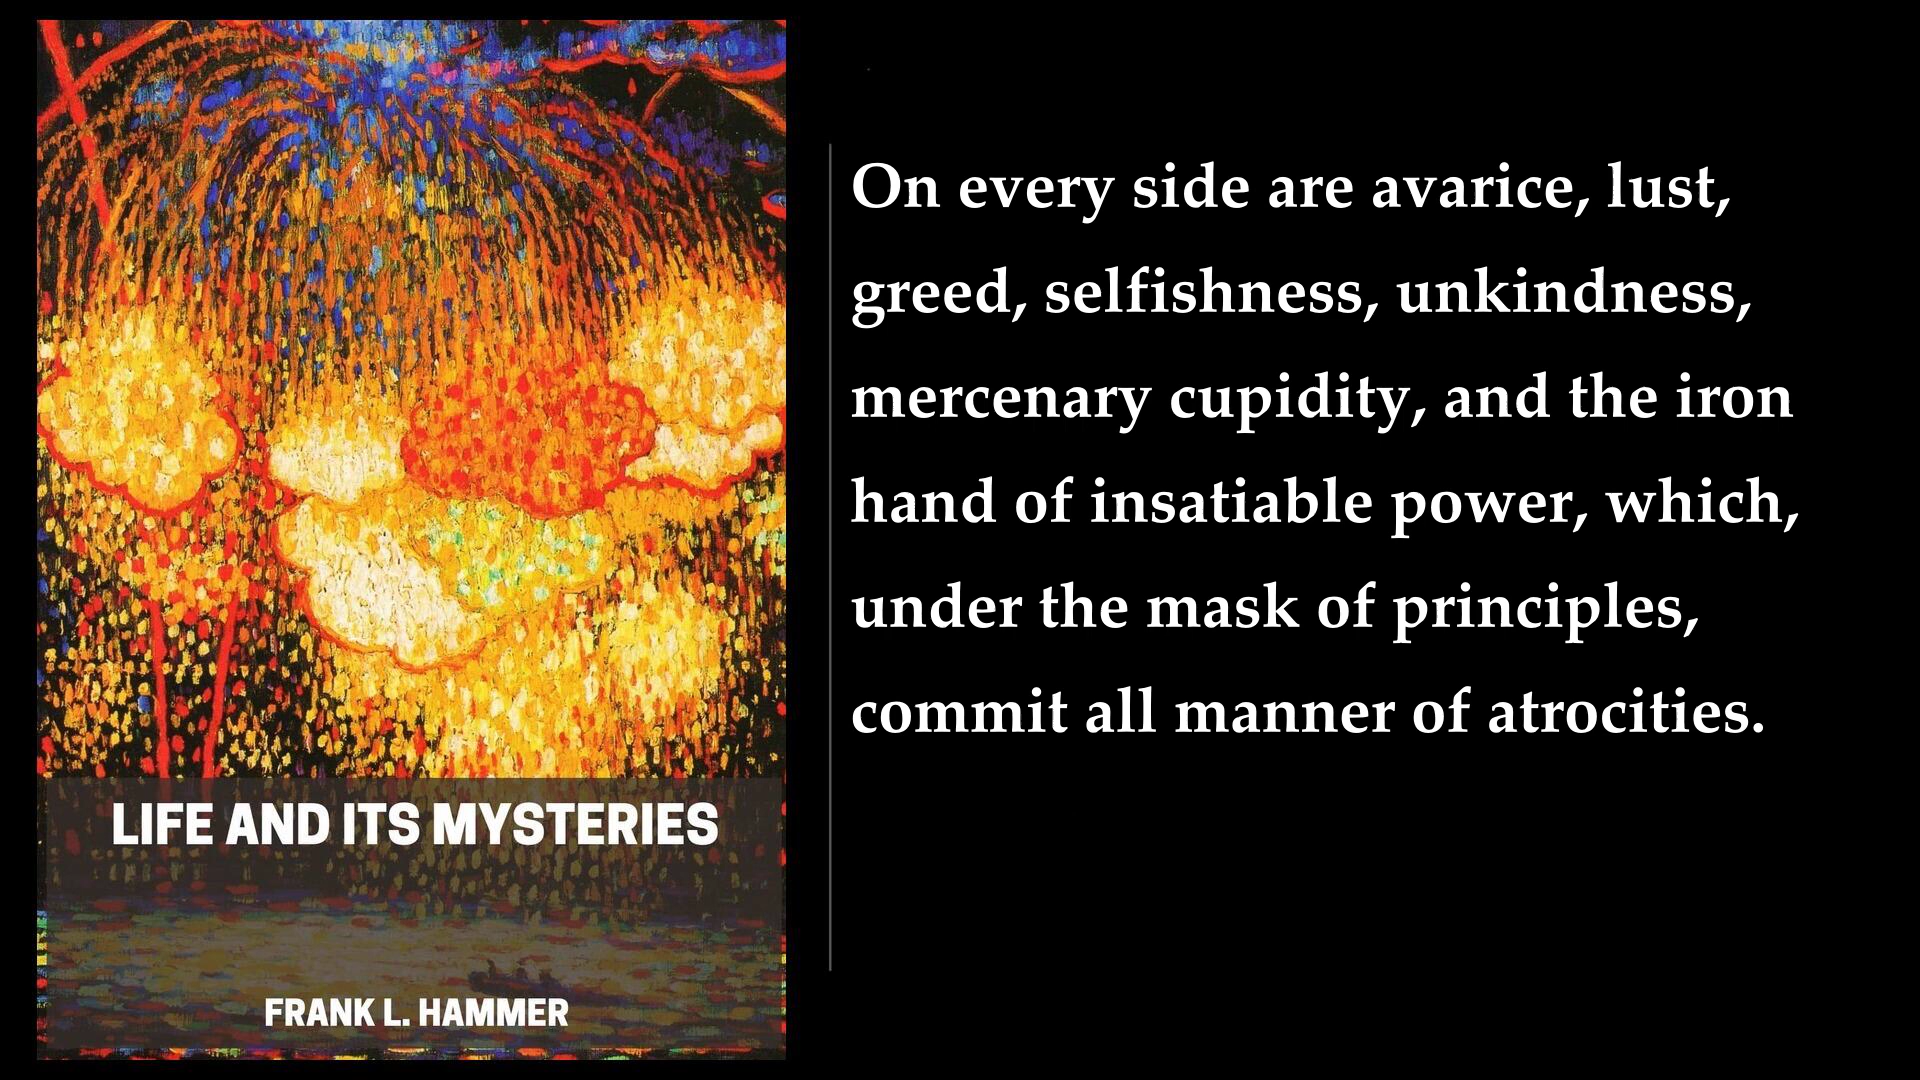 LIFE AND ITS MYSTERIES
FRANK L. HAMMER
On every side are avarice, lust,
greed, selfishness, unkindness,
mercenary cupidity, and the iron
hand of insatiable power, which,
under the mask of principles,
commit all manner of atrocities.